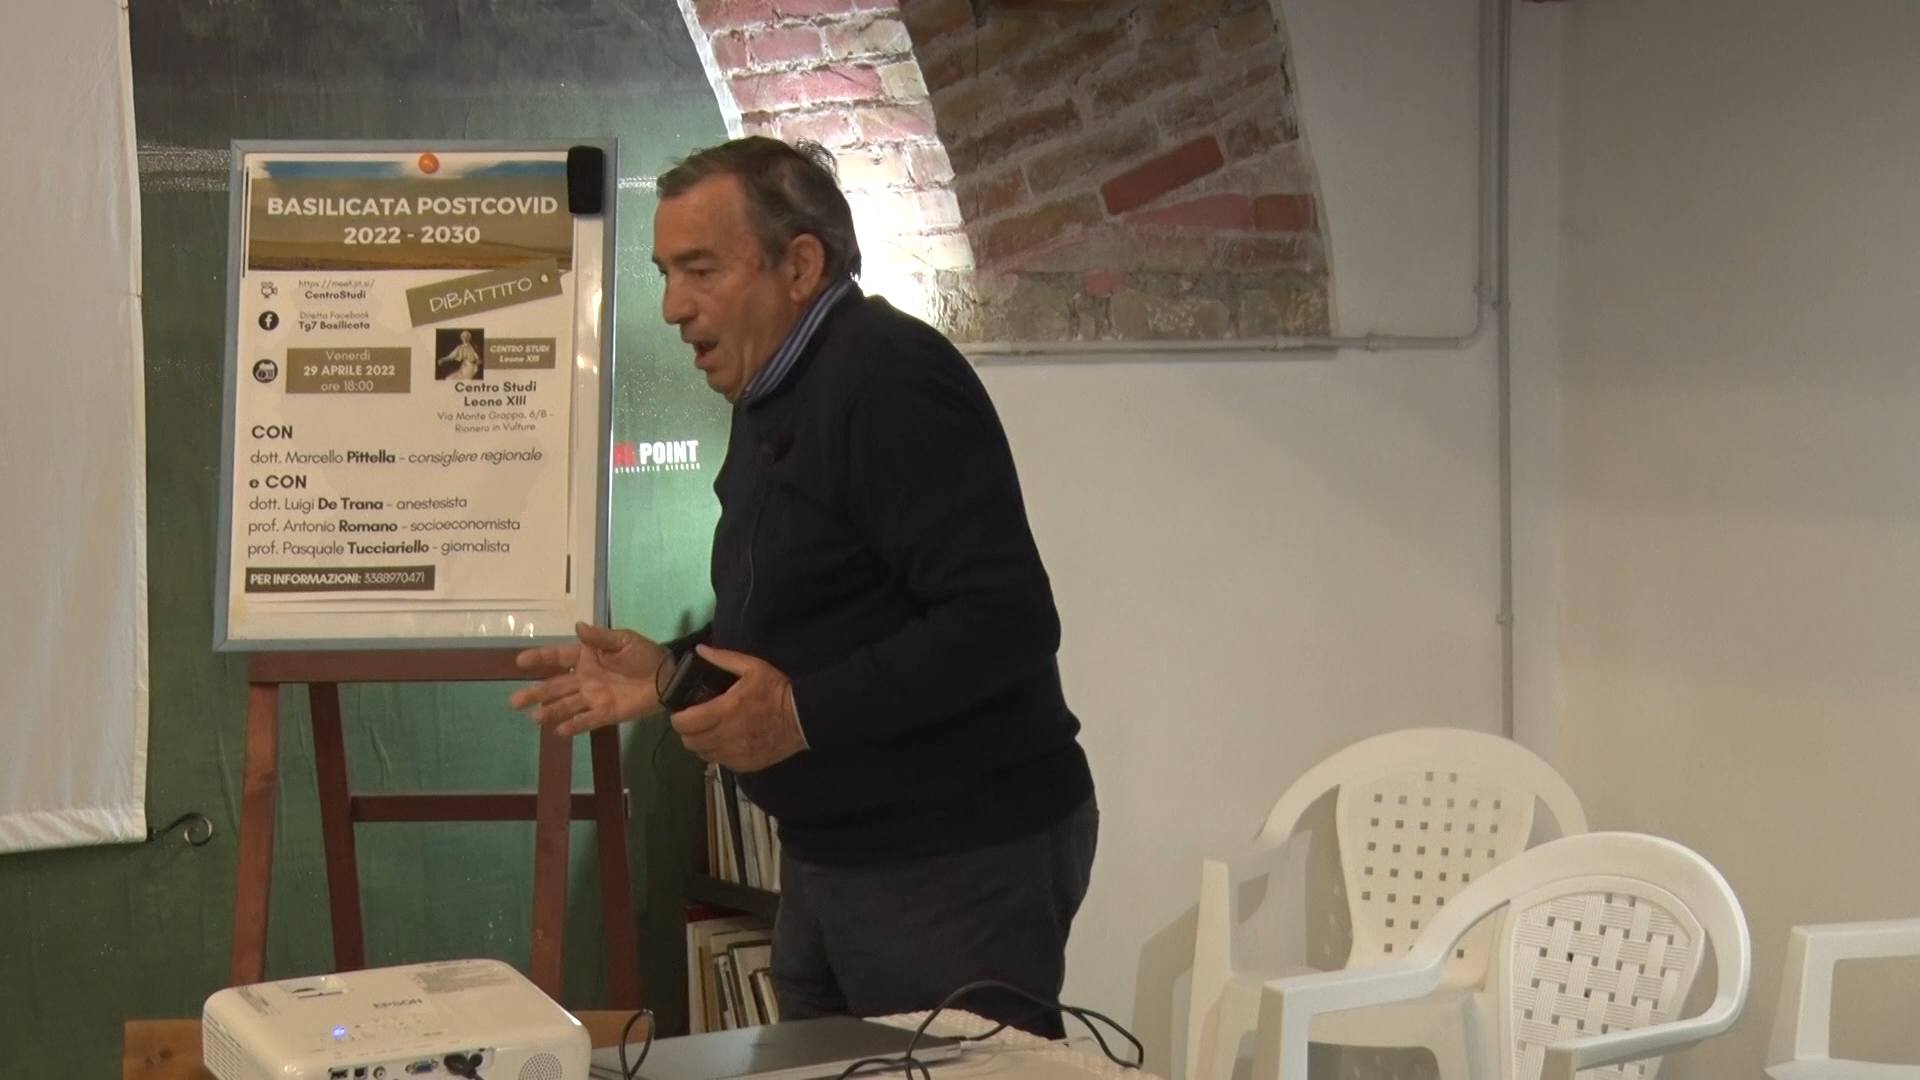 BASILICATA POSTCOVID
2022 - 2030
https://meet.jit.si/
CentroStudi
DIBATTITO
Diretta Facebook
Tg7 Basilicata
Venerdì
29 APRILE 2022
ore 18:00
CENTRO STUDI
Leone XIII
Centro Studi
Leone XIII
Via Monte Grappa, 6/B -
Rionero in Vulture
CON
dott. Marcello Pittella - consigliere regionale
e CON
dott. Luigi De Trana - anestesista
prof. Antonio Romano - socioeconomista
prof. Pasquale Tucciariello - giornalista
PER INFORMAZIONI: 3388970471
POINT
EPSON